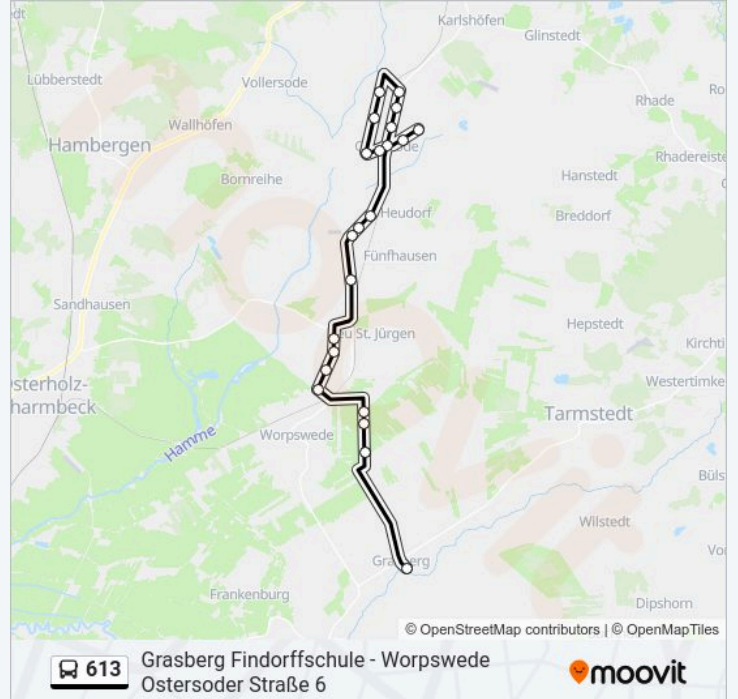 Karlshöfen
Glinstedt
Lübberstedt
Vollersode
Rhade
Wallhöfen
Hambergen
Rhadereiste
Hanstedt
Bornreihe
Heudorf
Breddorf
Fünfhausen
Sandhausen
eu St. Jürgen
Hepstedt
Kirchti
sterholz-
harmbeck
Westertimke
Tarmstedt
Hamme
Worpswede
Büls
Wilstedt
Frankenburg
Dipshorn
© OpenStreetMap contributors | © OpenMapTiles
613
Grasberg Findorffschule - Worpswede
Ostersoder Straße 6
moovit